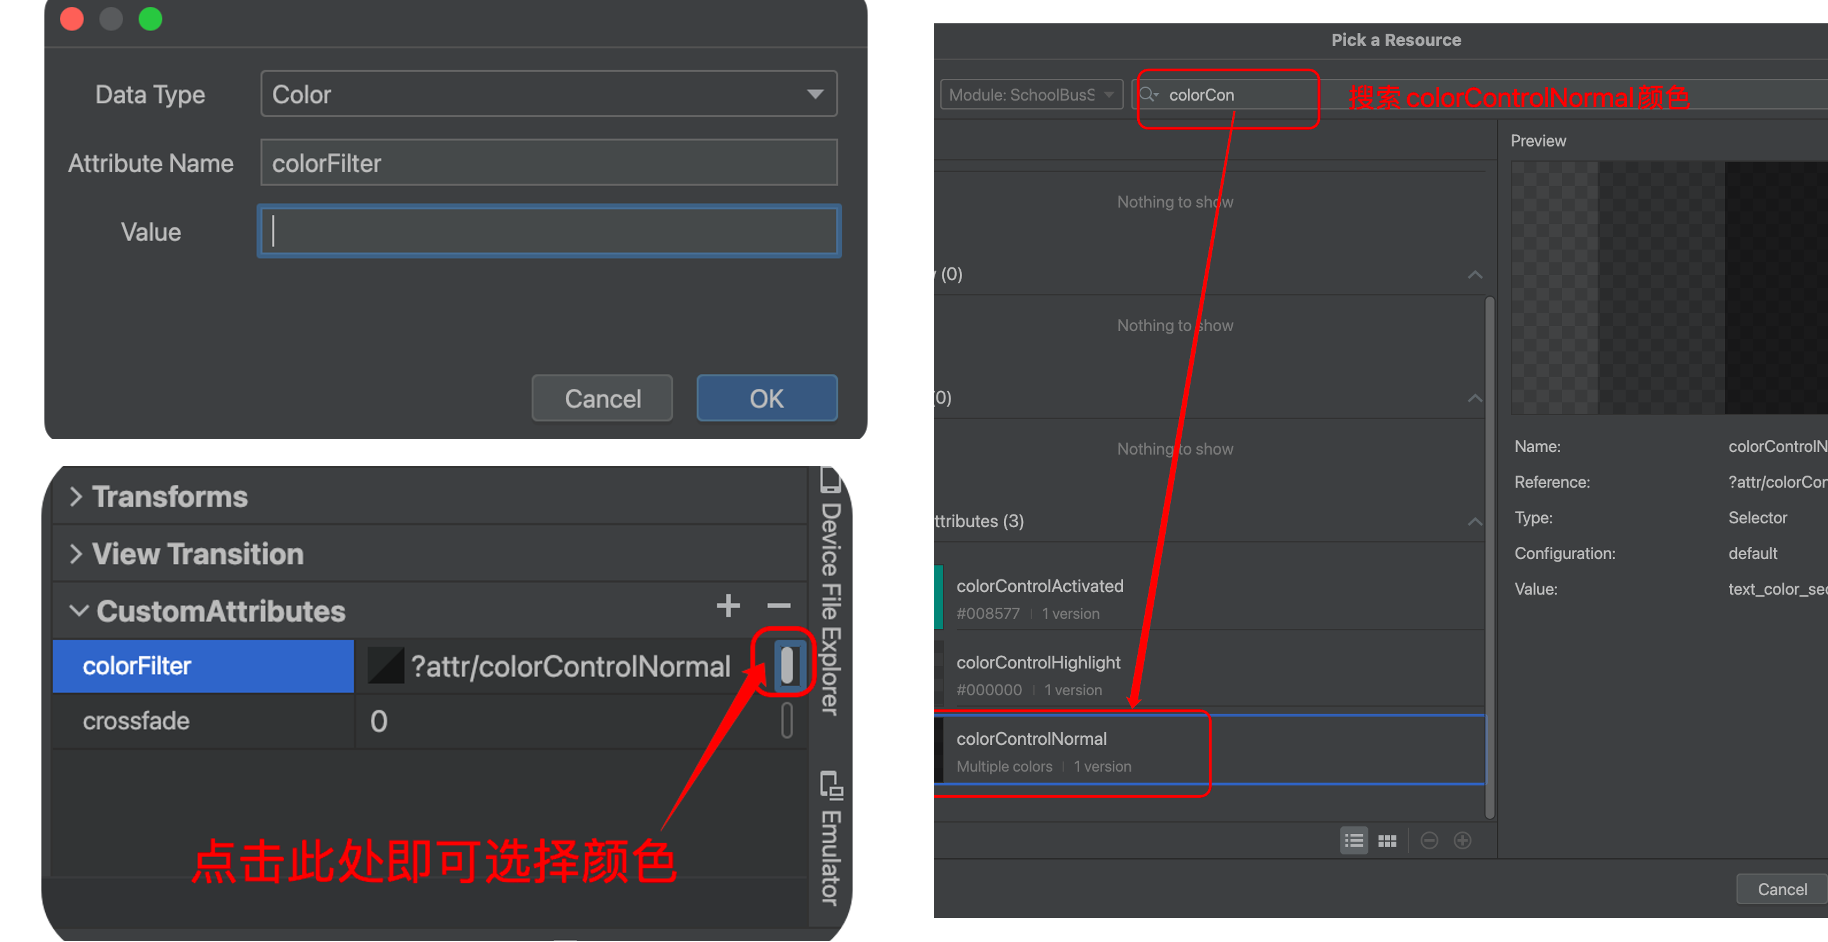 Data Type
Color
Attribute Name
colorFilter
Value
Cancel
OK
Transforms
View Transition
CustomAttributes
colorFilter
?attr/colorControlNormal
crossfade
0
点击此处即可选择颜色
Device File Explorer
Emulator
Pick a Resource
Module: SchoolBusS
colorCon
搜索 colorControlNormal颜色
Nothing to show
(0)
Nothing to show
(0)
Nothing to show
ttributes (3)
colorControlActivated
#008577 | 1 version
colorControlHighlight
#000000 | 1 version
colorControlNormal
Multiple colors | 1 version
Preview
Name: colorControlN
Reference: ?attr/colorCon
Type: Selector
Configuration: default
Value: text_color_sec
Cancel